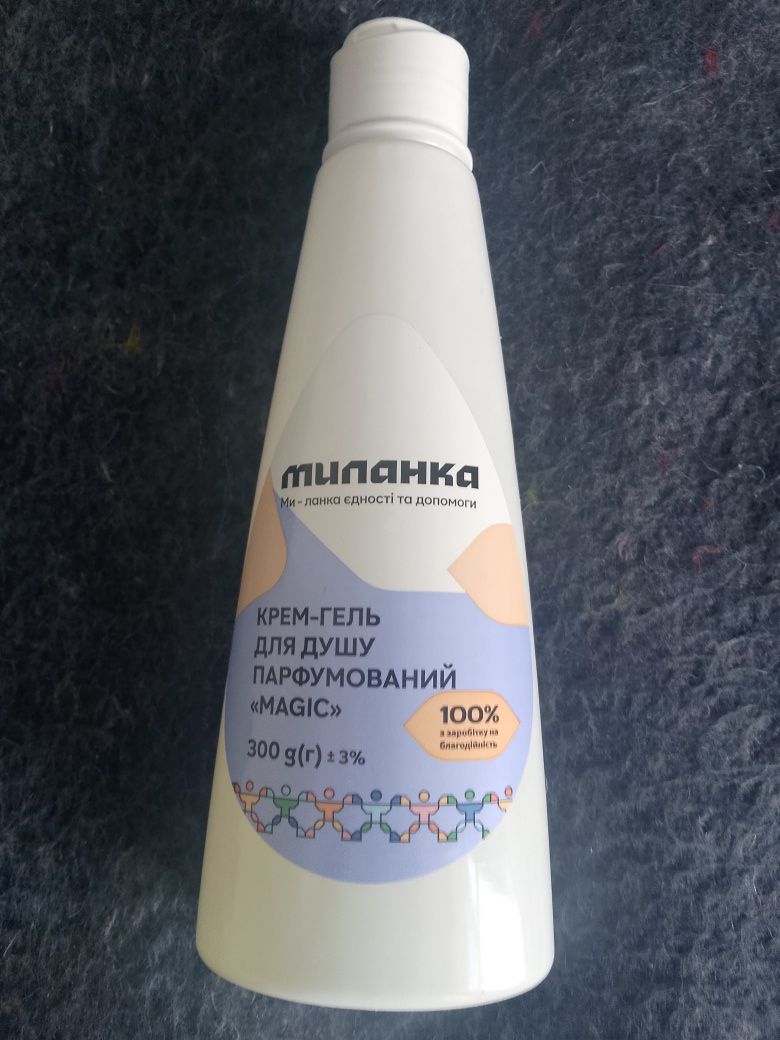 миланка
Ми - ланка єдності та допомоги
КРЕМ-ГЕЛЬ
ДЛЯ ДУШУ
ПАРФУМОВАНИЙ
«MAGIC»
300 g(г) ± 3%
100%
з заробітку на
благодійність